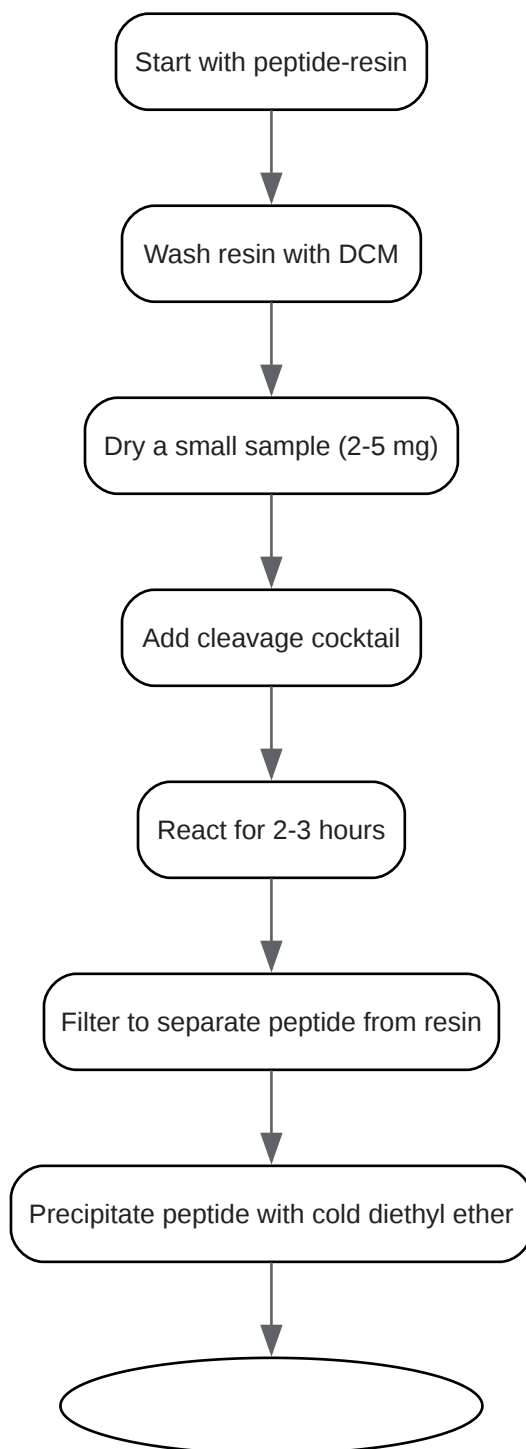 Start with peptide-resin
Wash resin with DCM
Dry a small sample (2-5 mg)
Add cleavage cocktail
React for 2-3 hours
Filter to separate peptide from resin
Precipitate peptide with cold diethyl ether